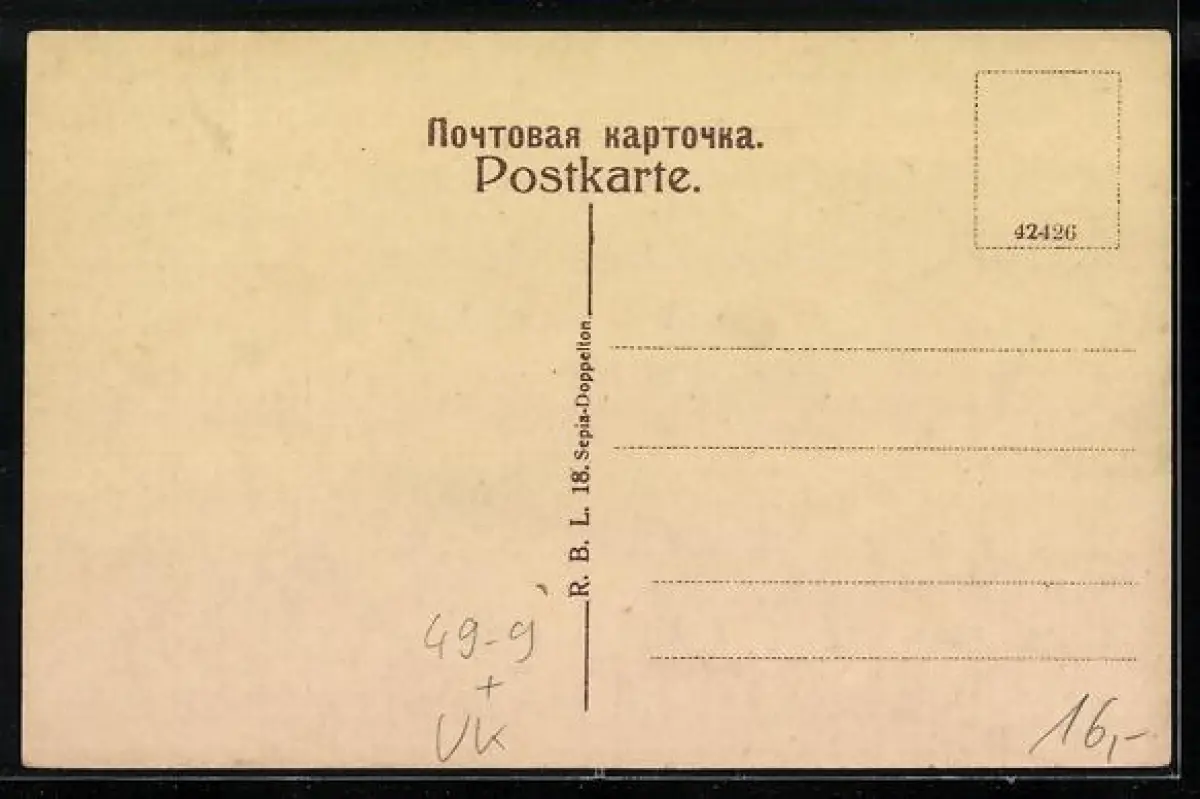 Почтовая карточка.
Postkarte.
42426
R. B. L. 18. Sepia-Doppelton.
49-9
+
VK
16,-